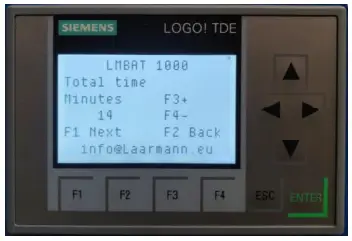 SIEMENS LOGO! TDE
LMBAT 1000
Total time
Minutes F3+
14 F4-
F1 Next F2 Back
info@Laarmann.eu
F1 F2 F3 F4 ESC ENTER